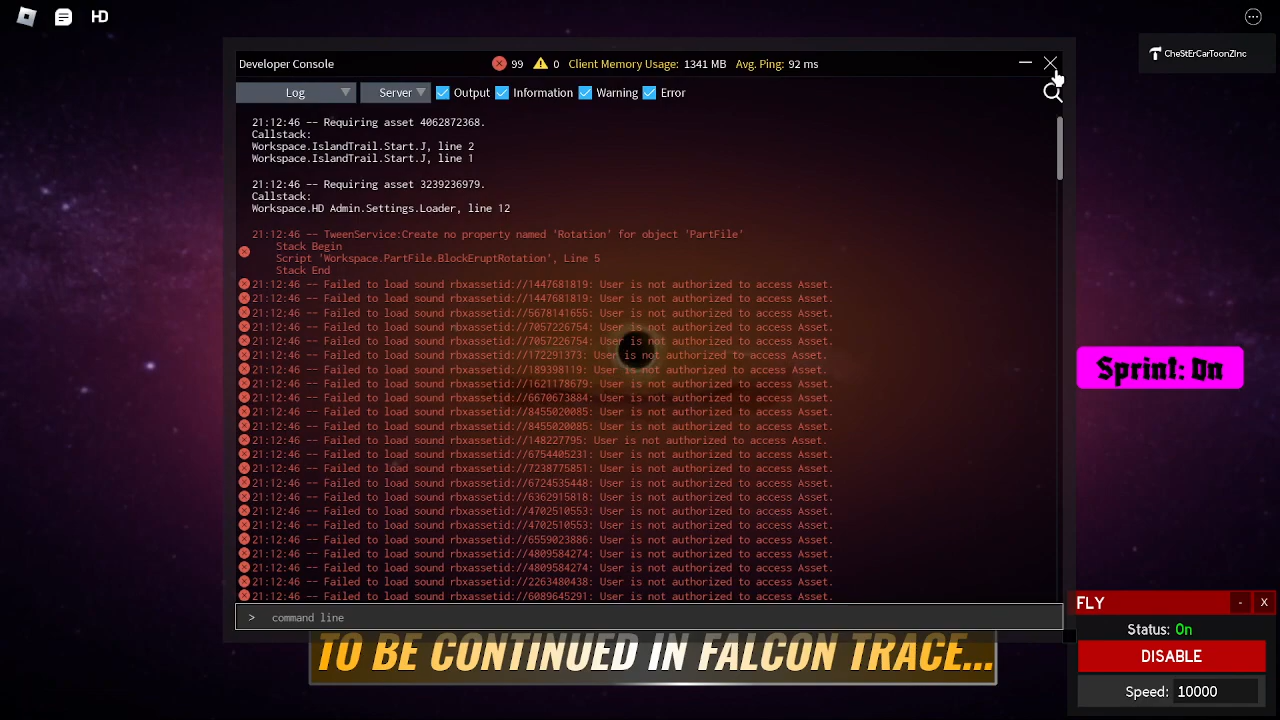 HD
CheStErCarToonZInc
Developer Console
99
0
Client Memory Usage: 1341 MB
Avg. Ping: 92 ms
Log
Server
Output
Information
Warning
Error
21:12:46 -- Requiring asset 4062872368.
Callstack:
Workspace.IslandTrail.Start.J, line 2
Workspace.IslandTrail.Start.J, line 1
21:12:46 -- Requiring asset 3239236979.
Callstack:
Workspace.HD Admin.Settings.Loader, line 12
21:12:46 -- TweenService:Create no property named 'Rotation' for object 'PartFile'
Stack Begin
Script 'Workspace.PartFile.BlockEruptRotation', Line 5
Stack End
21:12:46 -- Failed to load sound rbxassetid://1447681819: User is not authorized to access Asset.
21:12:46 -- Failed to load sound rbxassetid://1447681819: User is not authorized to access Asset.
21:12:46 -- Failed to load sound rbxassetid://5678141655: User is not authorized to access Asset.
21:12:46 -- Failed to load sound rbxassetid://7057226754: User is not authorized to access Asset.
21:12:46 -- Failed to load sound rbxassetid://7057226754: User is not authorized to access Asset.
21:12:46 -- Failed to load sound rbxassetid://172291373: User is not authorized to access Asset.
21:12:46 -- Failed to load sound rbxassetid://189398119: User is not authorized to access Asset.
21:12:46 -- Failed to load sound rbxassetid://1621178679: User is not authorized to access Asset.
21:12:46 -- Failed to load sound rbxassetid://6670673884: User is not authorized to access Asset.
21:12:46 -- Failed to load sound rbxassetid://8455020085: User is not authorized to access Asset.
21:12:46 -- Failed to load sound rbxassetid://8455020085: User is not authorized to access Asset.
21:12:46 -- Failed to load sound rbxassetid://148227795: User is not authorized to access Asset.
21:12:46 -- Failed to load sound rbxassetid://6754405231: User is not authorized to access Asset.
21:12:46 -- Failed to load sound rbxassetid://7238775851: User is not authorized to access Asset.
21:12:46 -- Failed to load sound rbxassetid://6724535448: User is not authorized to access Asset.
21:12:46 -- Failed to load sound rbxassetid://6362915818: User is not authorized to access Asset.
21:12:46 -- Failed to load sound rbxassetid://4702510553: User is not authorized to access Asset.
21:12:46 -- Failed to load sound rbxassetid://4702510553: User is not authorized to access Asset.
21:12:46 -- Failed to load sound rbxassetid://6559023886: User is not authorized to access Asset.
21:12:46 -- Failed to load sound rbxassetid://4809584274: User is not authorized to access Asset.
21:12:46 -- Failed to load sound rbxassetid://4809584274: User is not authorized to access Asset.
21:12:46 -- Failed to load sound rbxassetid://2263480438: User is not authorized to access Asset.
21:12:46 -- Failed to load sound rbxassetid://6089645291: User is not authorized to access Asset.
> command line
Sprint: On
FLY
- X
Status: On
DISABLE
Speed: 10000
TO BE CONTINUED IN FALCON TRACE...